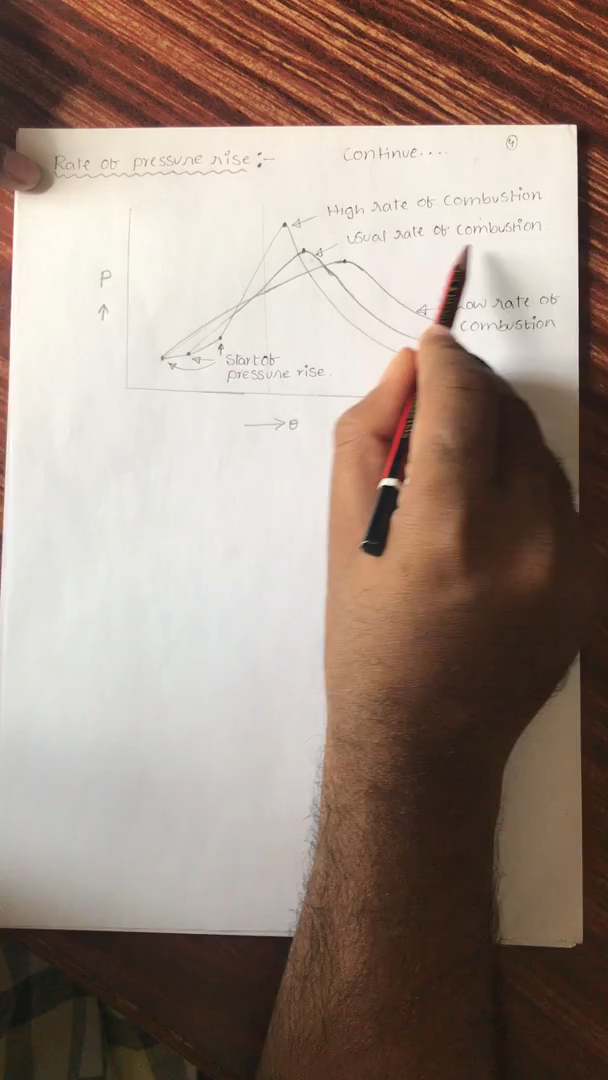 Rate of pressure rise :-
Continue....
4
High rate of Combustion
Usual rate of combustion
Low rate of
combustion
P
Start of
pressure rise.
θ